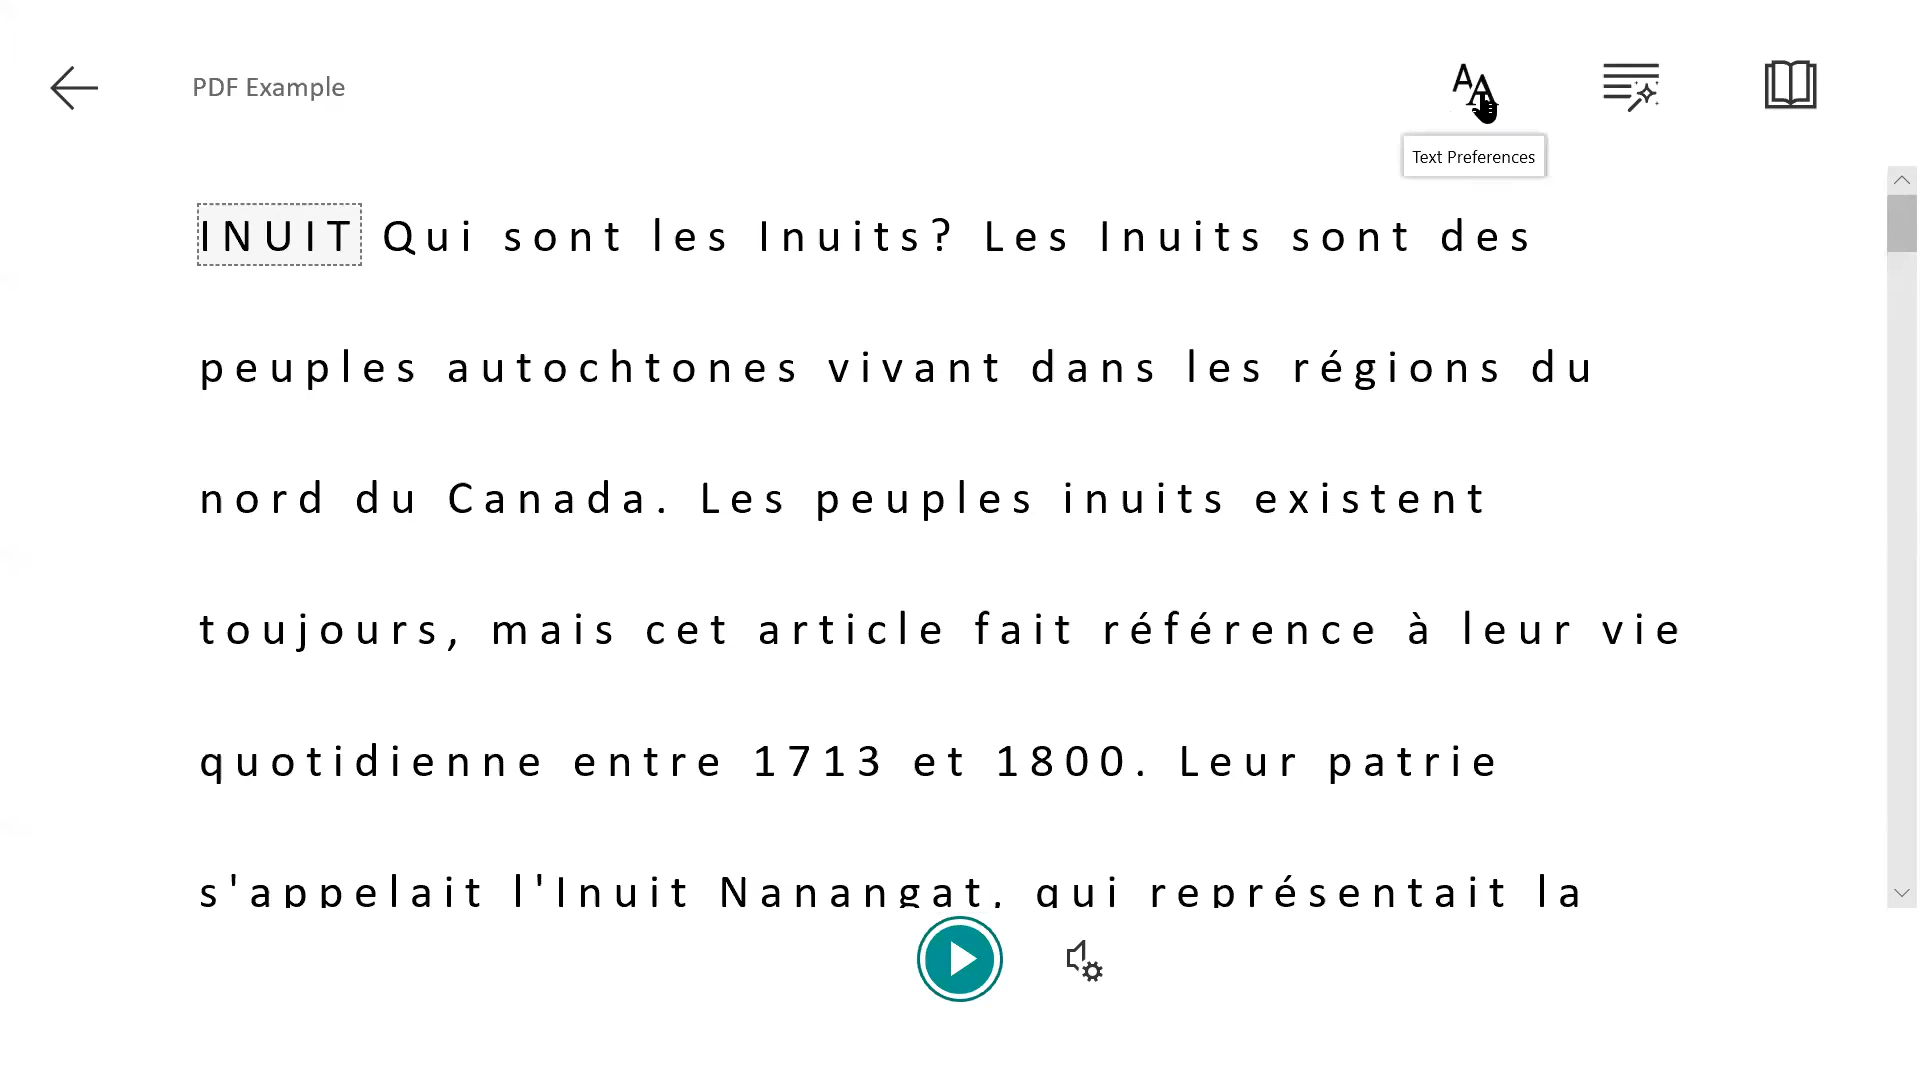 PDF Example
Text Preferences
INUIT Qui sont les Inuits? Les Inuits sont des
peuples autochtones vivant dans les régions du
nord du Canada. Les peuples inuits existent
toujours, mais cet article fait référence à leur vie
quotidienne entre 1713 et 1800. Leur patrie
s'appelait l'Inuit Nanangat, qui représentait la